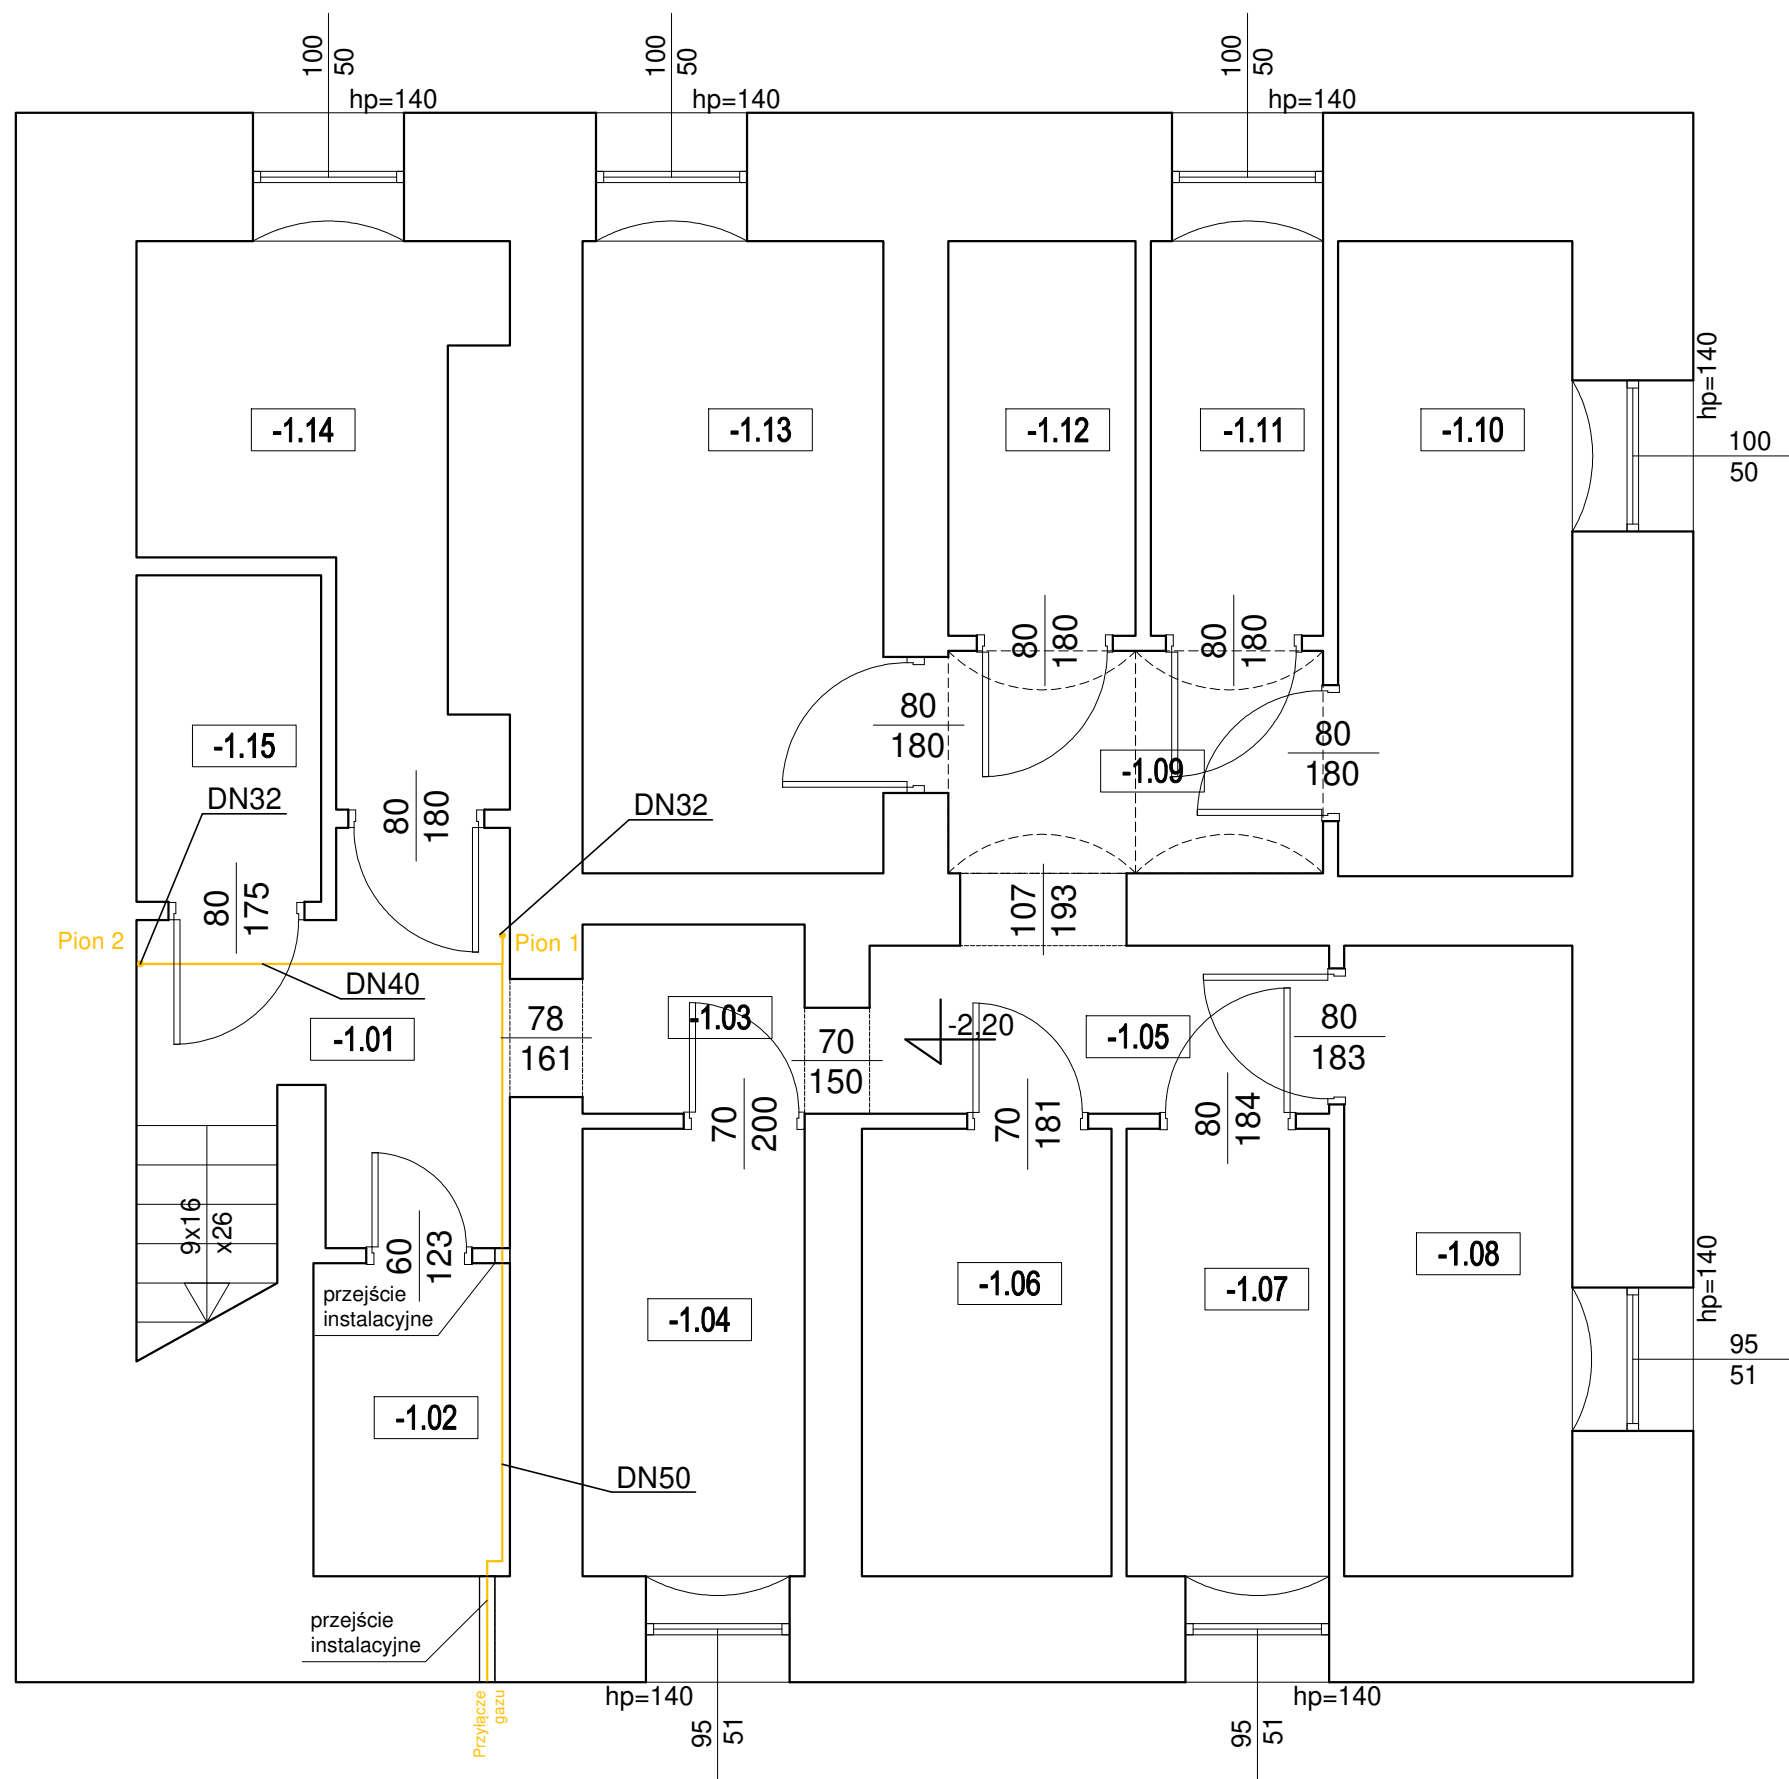 100
50
hp=140
100
50
hp=140
100
50
hp=140
hp=140
100
50
-1.14
-1.13
-1.12
-1.11
-1.10
80
180
80
180
80
180
80
180
-1.15
-1.09
DN32
80
180
DN32
80
175
107
193
Pion 2
Pion 1
DN40
-1.01
78
161
-1.03
70
150
-2,20
-1.05
80
183
70
200
70
181
80
184
9x16
x26
60
123
przejście
instalacyjne
-1.04
-1.06
-1.07
-1.08
hp=140
95
51
-1.02
DN50
przejście
instalacyjne
Przyłącze
gazu
hp=140
95
51
hp=140
95
51